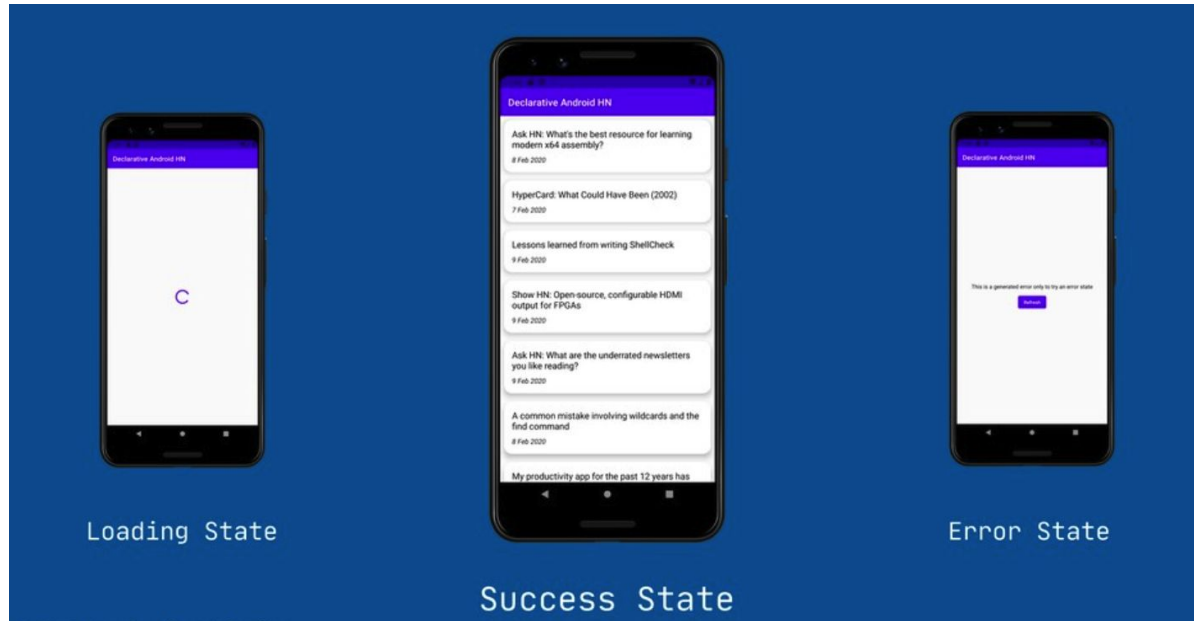 Declarative Android HN
Loading State
Declarative Android HN
Ask HN: What's the best resource for learning
modern x64 assembly?
8 Feb 2020
HyperCard: What Could Have Been (2002)
7 Feb 2020
Lessons learned from writing ShellCheck
9 Feb 2020
Show HN: Open-source, configurable HDMI
output for FPGAs
9 Feb 2020
Ask HN: What are the underrated newsletters
you like reading?
9 Feb 2020
A common mistake involving wildcards and the
find command
8 Feb 2020
My productivity app for the past 12 years has
Success State
Declarative Android HN
This is a generated error only to try an error state
Refresh
Error State